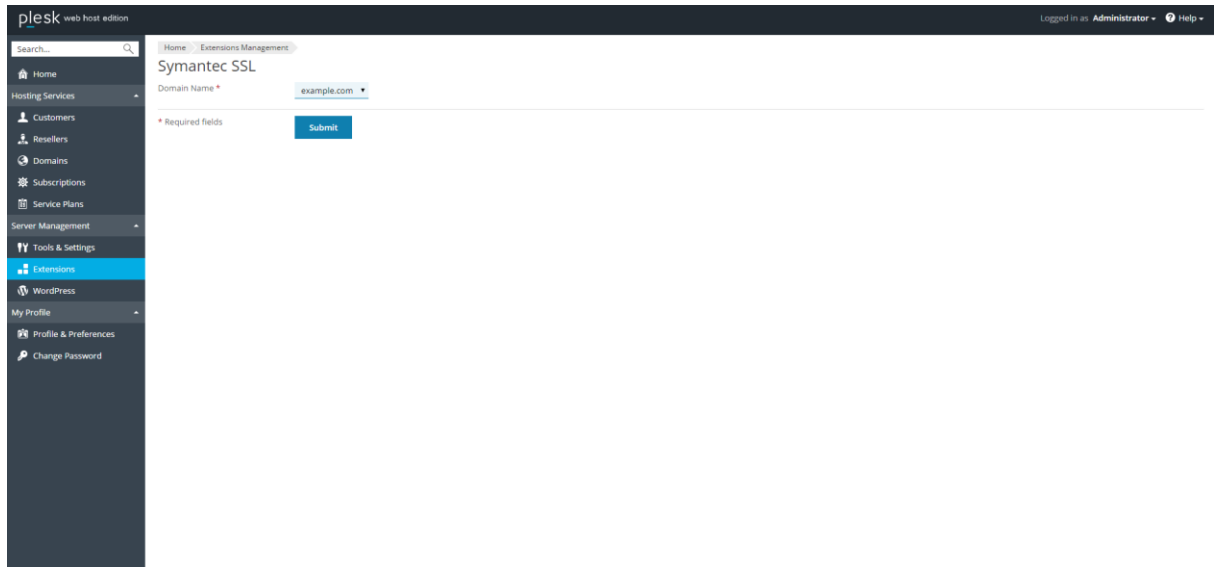 plesk web host edition
Logged in as Administrator Help
Search...
Home
Hosting Services
Customers
Resellers
Domains
Subscriptions
Service Plans
Server Management
Tools & Settings
Extensions
WordPress
My Profile
Profile & Preferences
Change Password
Home Extensions Management
Symantec SSL
Domain Name * example.com
* Required fields Submit